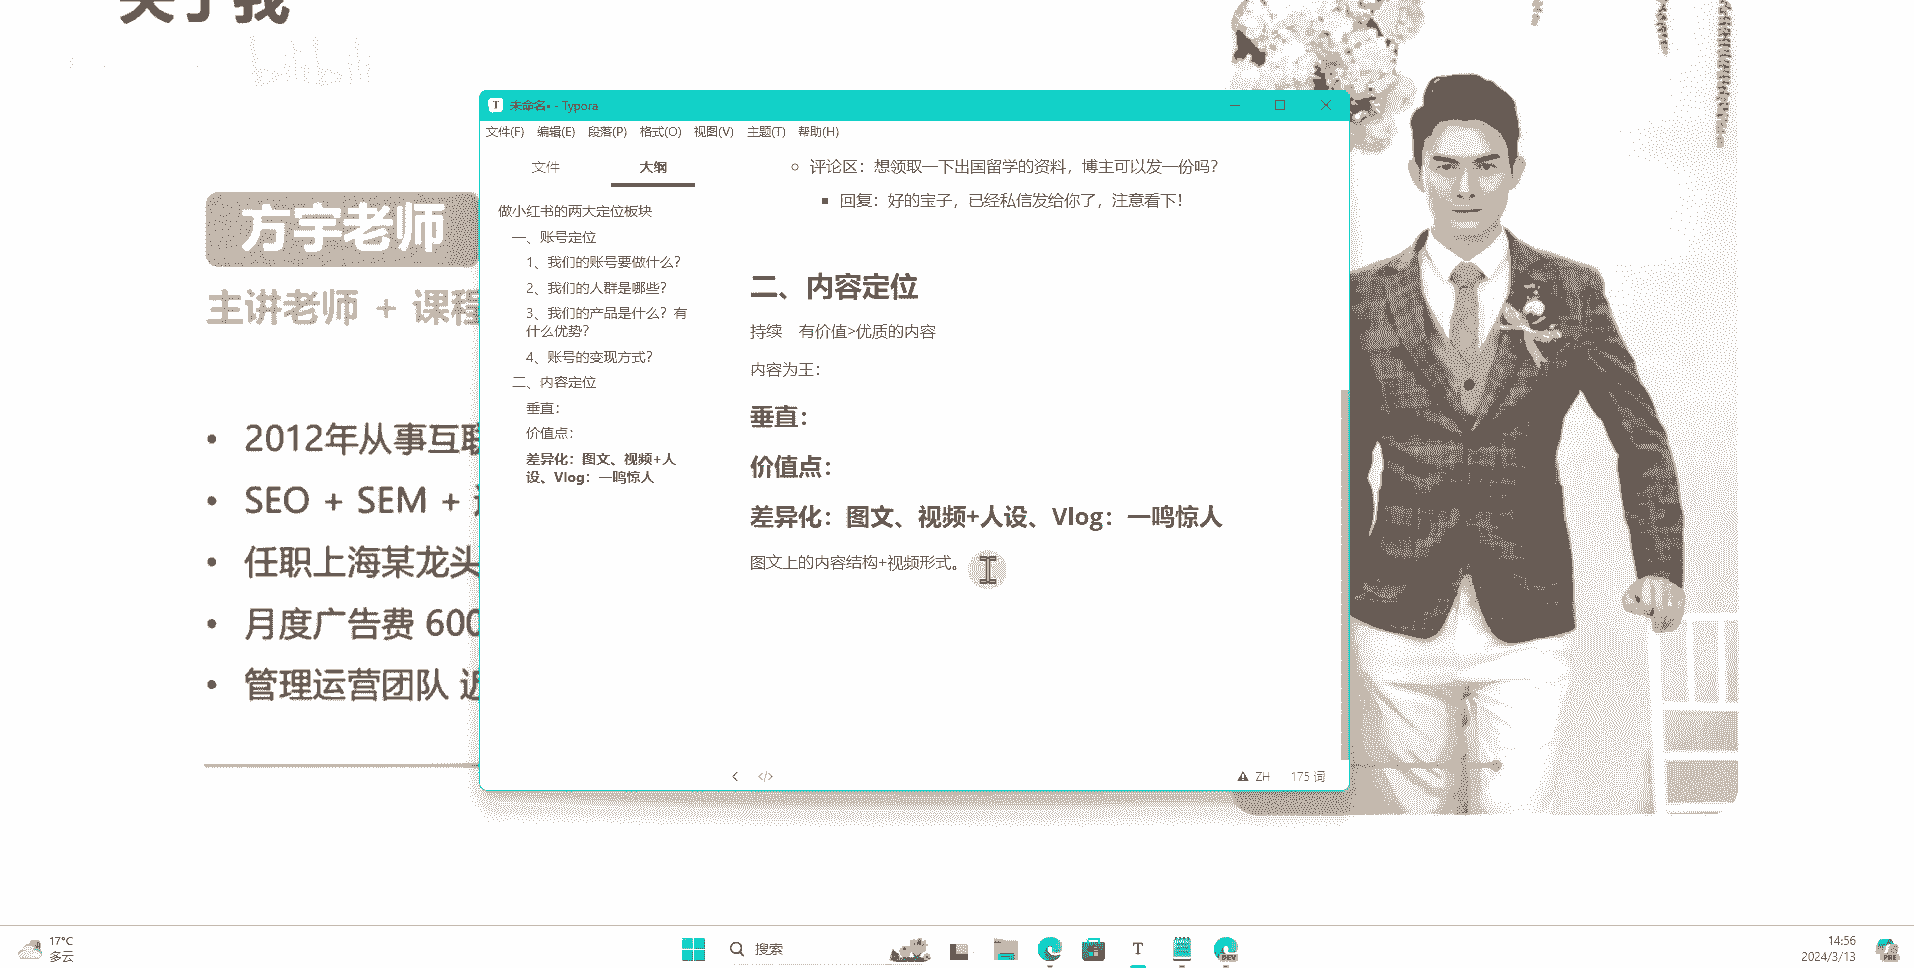 关于我
bilibili
方宇老师
主讲老师 + 课程
2012年从事互联
SEO + SEM +
任职上海某龙头
月度广告费 600
管理运营团队 近
T 未命名• - Typora
文件(F) 编辑(E) 段落(P) 格式(O) 视图(V) 主题(T) 帮助(H)
文件 大纲
做小红书的两大定位板块
一、账号定位
1、我们的账号要做什么？
2、我们的人群是哪些？
3、我们的产品是什么？有
什么优势？
4、账号的变现方式？
二、内容定位
垂直：
价值点：
差异化：图文、视频+人
设、Vlog：一鸣惊人
评论区：想领取一下出国留学的资料，博主可以发一份吗？
回复：好的宝子，已经私信发给你了，注意看下！
二、内容定位
持续 有价值>优质的内容
内容为王：
垂直：
价值点：
差异化：图文、视频+人设、Vlog：一鸣惊人
图文上的内容结构+视频形式。
</> ZH 175 词
17°C
多云
搜索
T
DEV
14:56
2024/3/13
PRE